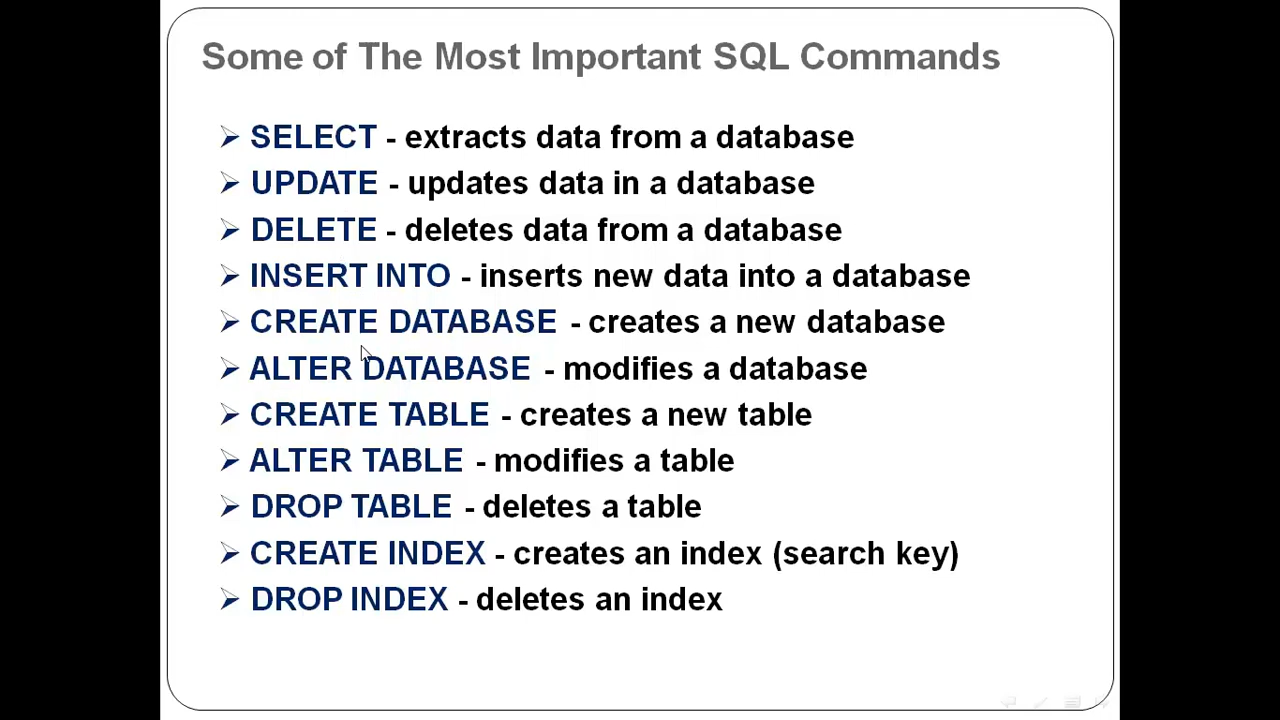 Some of The Most Important SQL Commands
➢ SELECT - extracts data from a database
➢ UPDATE - updates data in a database
➢ DELETE - deletes data from a database
➢ INSERT INTO - inserts new data into a database
➢ CREATE DATABASE - creates a new database
➢ ALTER DATABASE - modifies a database
➢ CREATE TABLE - creates a new table
➢ ALTER TABLE - modifies a table
➢ DROP TABLE - deletes a table
➢ CREATE INDEX - creates an index (search key)
➢ DROP INDEX - deletes an index